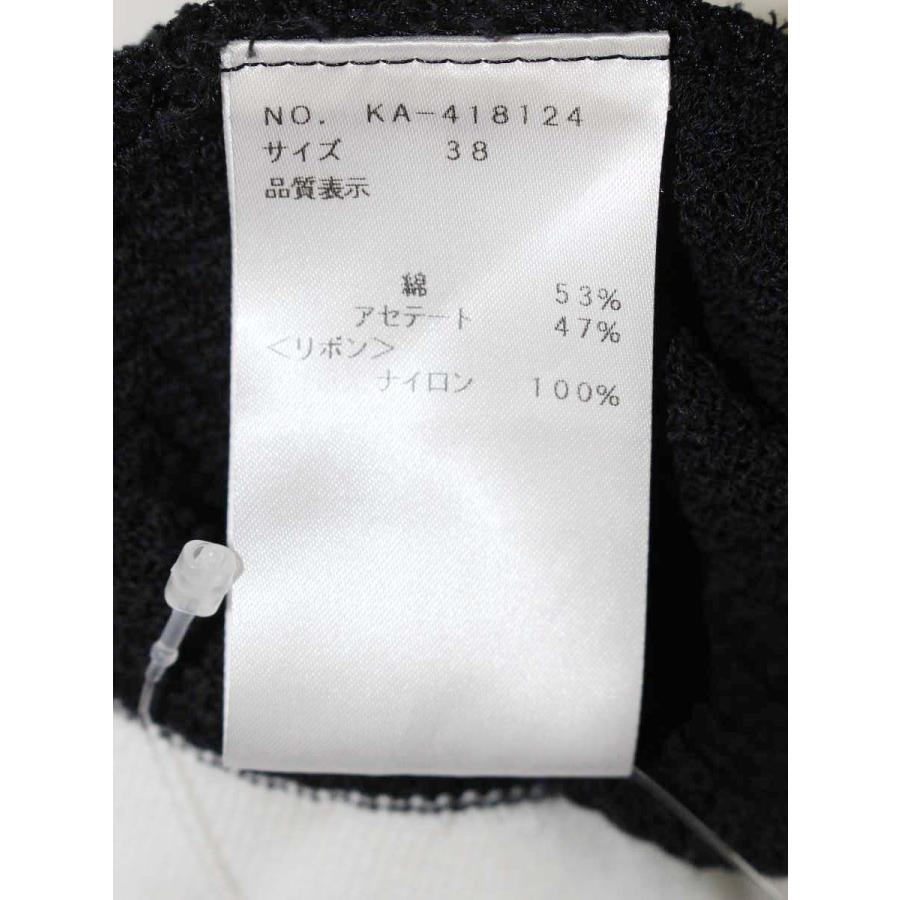 NO. KA-418124
サイズ 38
品質表示
綿 53%
アセテート 47%
＜リボン＞
ナイロン 100%